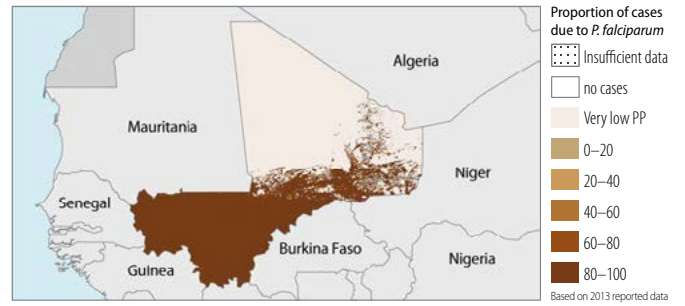 Proportion of cases
due to P. falciparum
Insufficient data
no cases
Very low PP
0–20
20–40
40–60
60–80
80–100
Based on 2013 reported data
Algeria
Mauritania
Niger
Senegal
Burkina Faso
Nigeria
Guinea